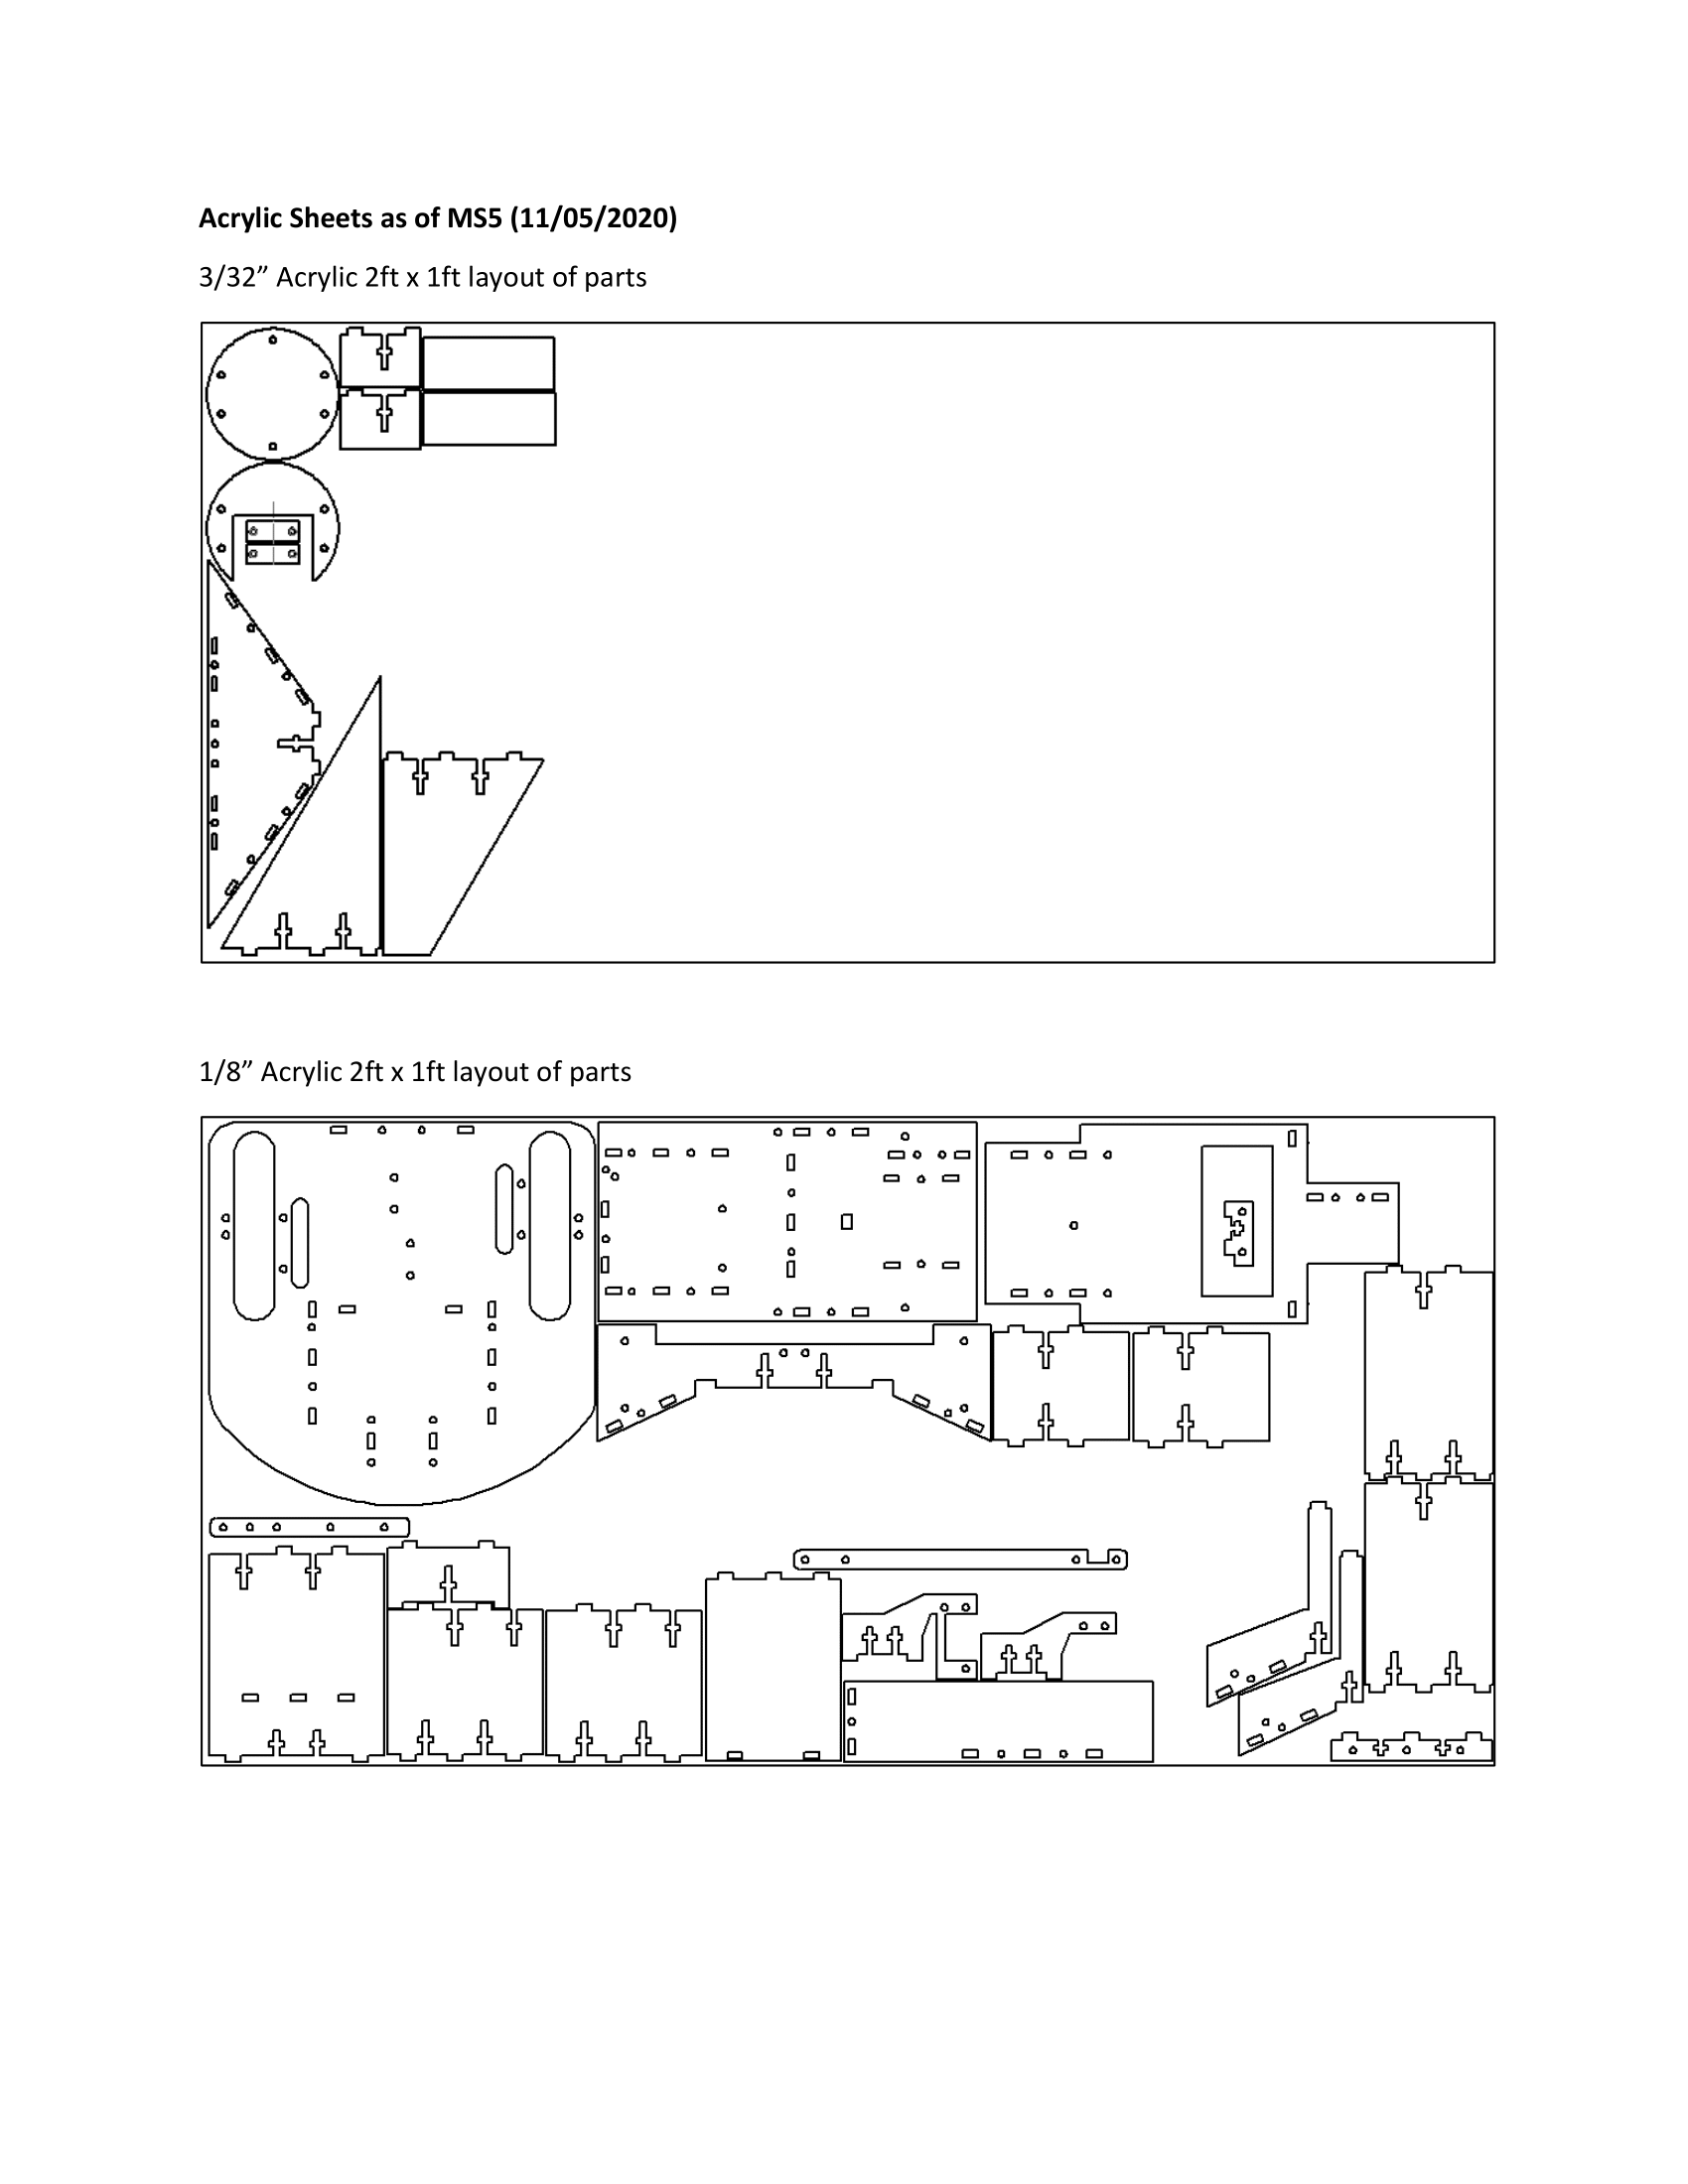 Acrylic Sheets as of MS5 (11/05/2020)
3/32” Acrylic 2ft x 1ft layout of parts
1/8” Acrylic 2ft x 1ft layout of parts